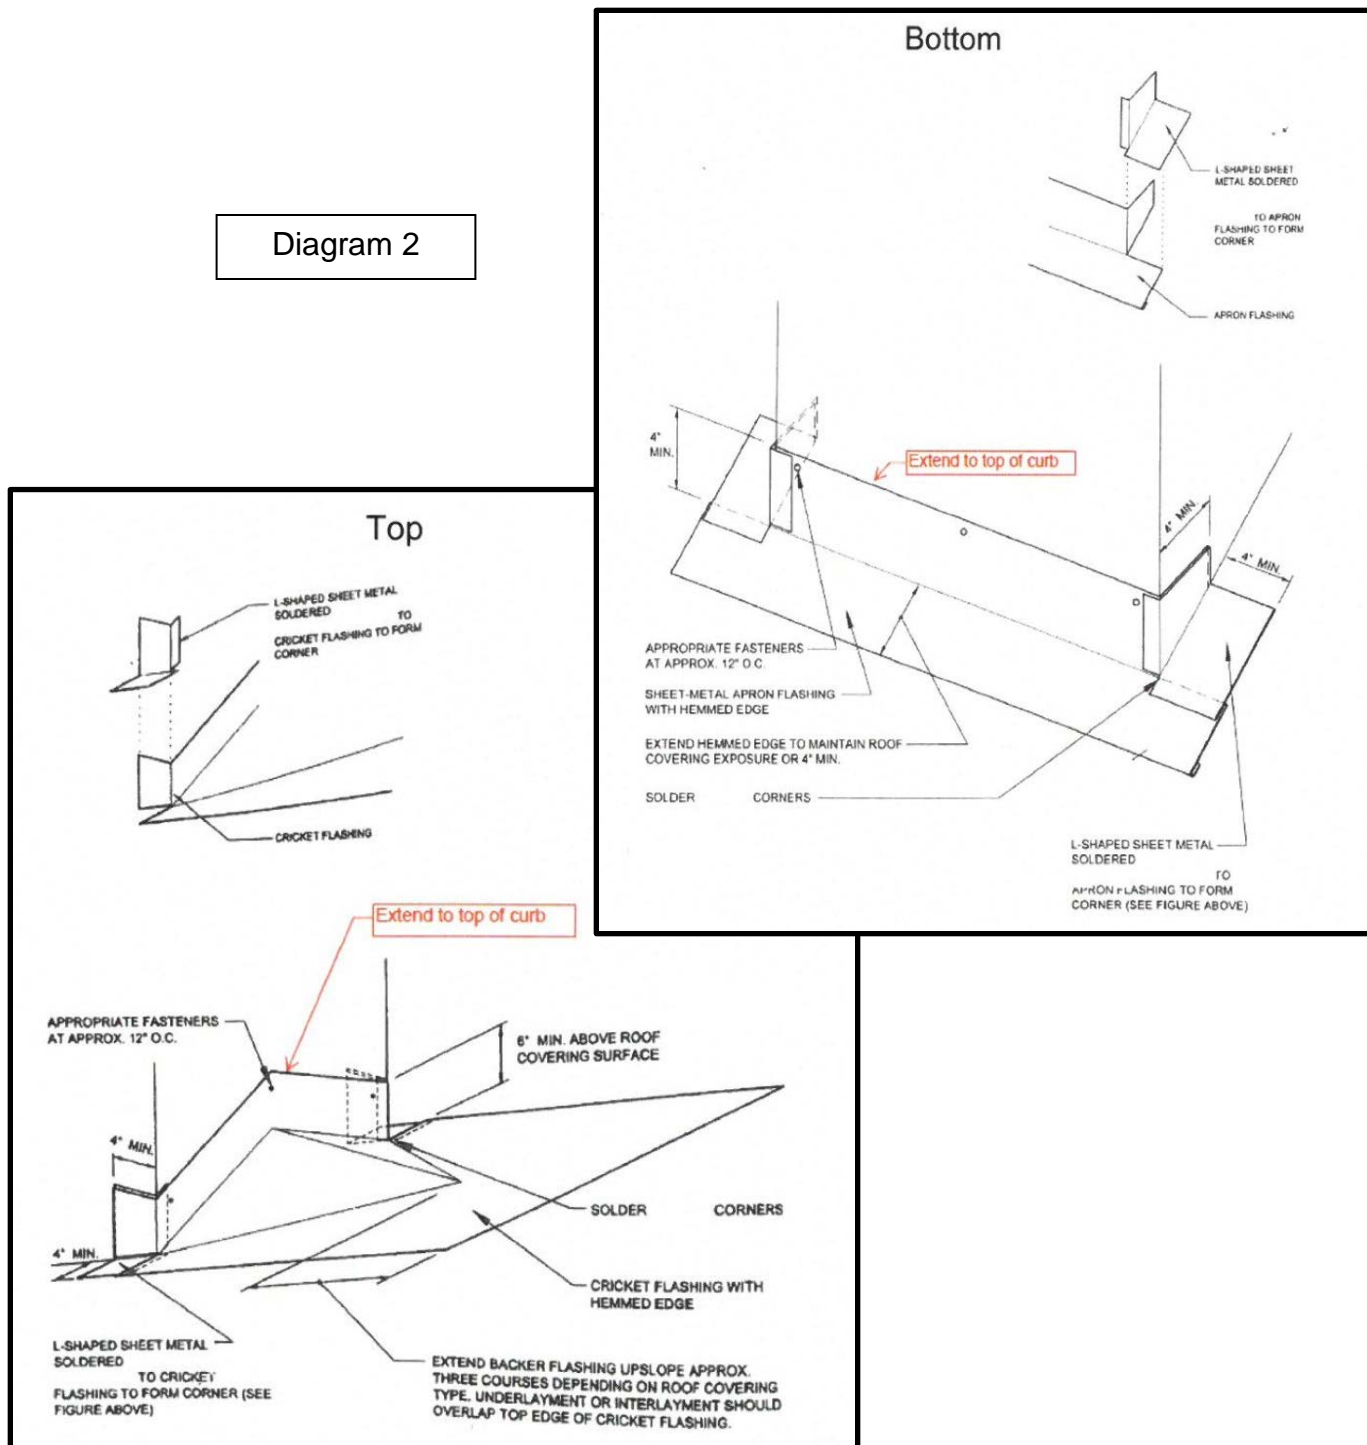 Bottom
L-SHAPED SHEET
METAL SOLDERED
TO APRON
FLASHING TO FORM
CORNER
APRON FLASHING
Diagram 2
4"
MIN.
Extend to top of curb
4" MIN.
4" MIN.
APPROPRIATE FASTENERS
AT APPROX. 12" O.C.
SHEET-METAL APRON FLASHING
WITH HEMMED EDGE
EXTEND HEMMED EDGE TO MAINTAIN ROOF
COVERING EXPOSURE OR 4" MIN.
SOLDER CORNERS
L-SHAPED SHEET METAL
SOLDERED
TO
APRON FLASHING TO FORM
CORNER (SEE FIGURE ABOVE)
Top
L-SHAPED SHEET METAL
SOLDERED TO
CRICKET FLASHING TO FORM
CORNER
CRICKET FLASHING
Extend to top of curb
APPROPRIATE FASTENERS
AT APPROX. 12" O.C.
6" MIN. ABOVE ROOF
COVERING SURFACE
4" MIN.
4" MIN.
SOLDER CORNERS
CRICKET FLASHING WITH
HEMMED EDGE
L-SHAPED SHEET METAL
SOLDERED
TO CRICKET
FLASHING TO FORM CORNER (SEE
FIGURE ABOVE)
EXTEND BACKER FLASHING UPSLOPE APPROX.
THREE COURSES DEPENDING ON ROOF COVERING
TYPE. UNDERLAYMENT OR INTERLAYMENT SHOULD
OVERLAP TOP EDGE OF CRICKET FLASHING.